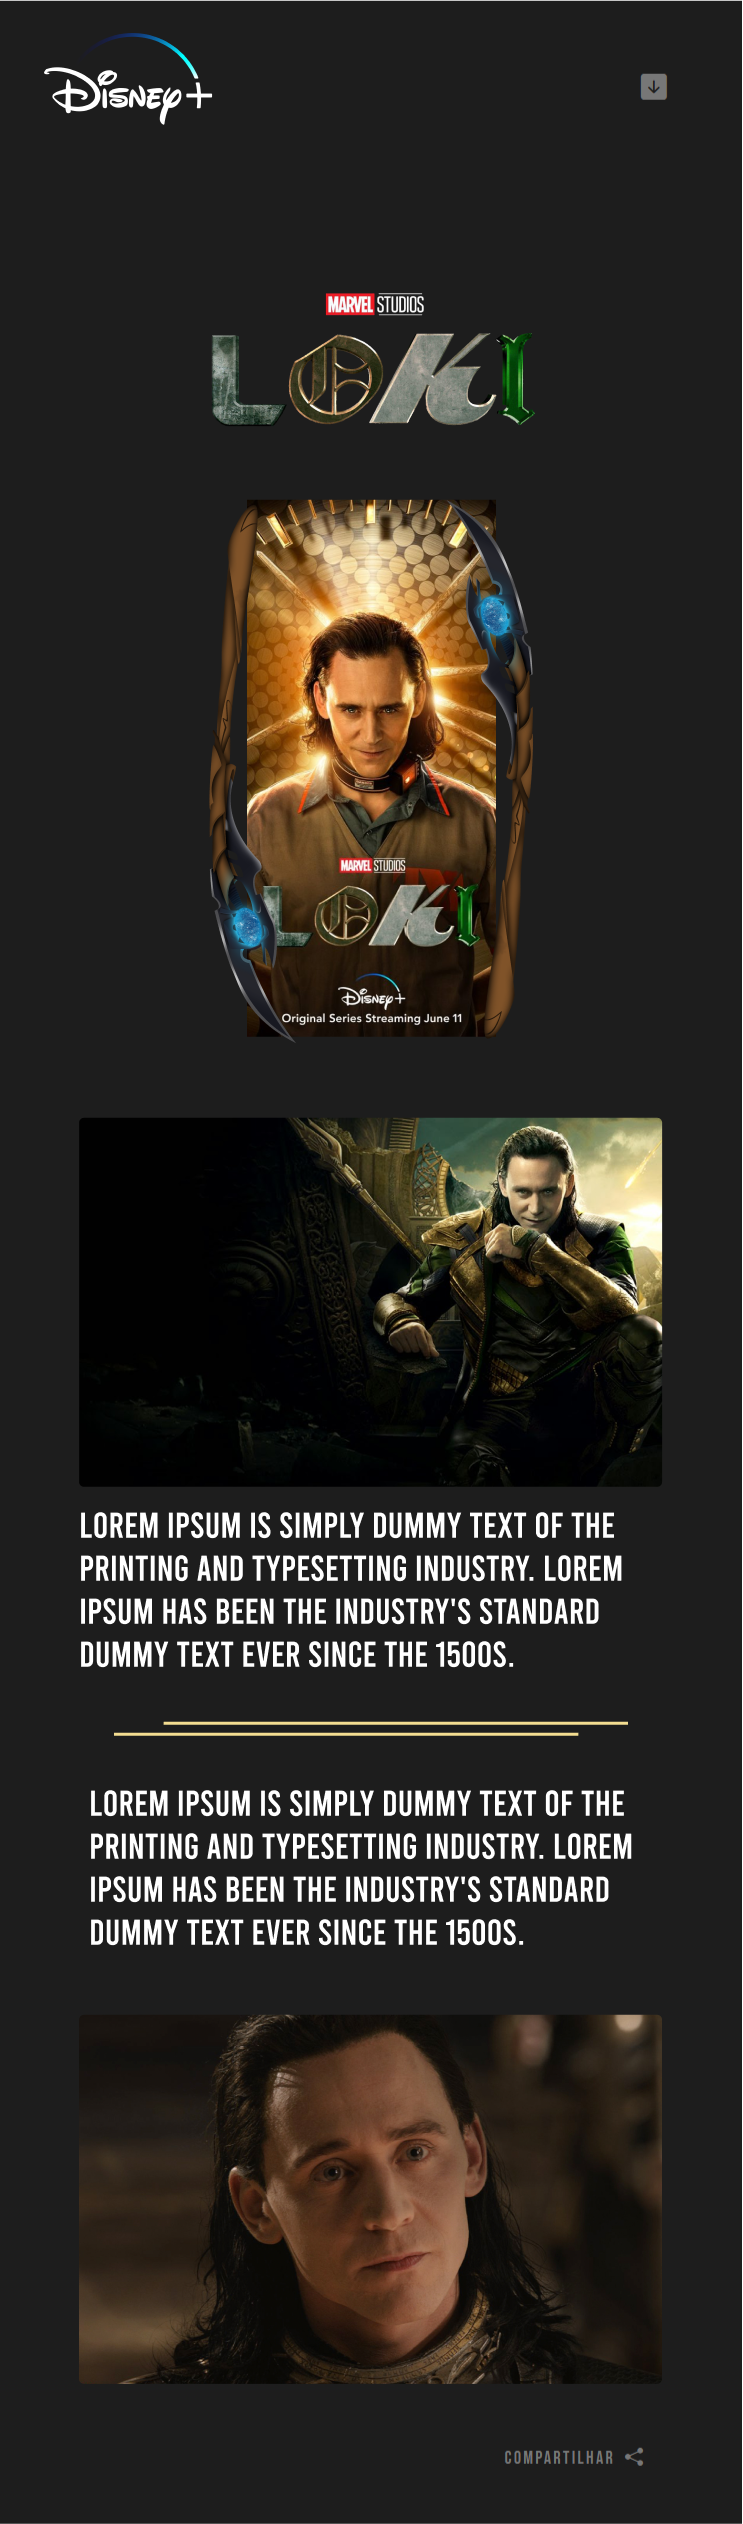 Disney+
MARVEL STUDIOS
LOKI
MARVEL STUDIOS
LOKI
Disney+
Original Series Streaming June 11
LOREM IPSUM IS SIMPLY DUMMY TEXT OF THE
PRINTING AND TYPESETTING INDUSTRY. LOREM
IPSUM HAS BEEN THE INDUSTRY'S STANDARD
DUMMY TEXT EVER SINCE THE 1500S.
LOREM IPSUM IS SIMPLY DUMMY TEXT OF THE
PRINTING AND TYPESETTING INDUSTRY. LOREM
IPSUM HAS BEEN THE INDUSTRY'S STANDARD
DUMMY TEXT EVER SINCE THE 1500S.
COMPARTILHAR